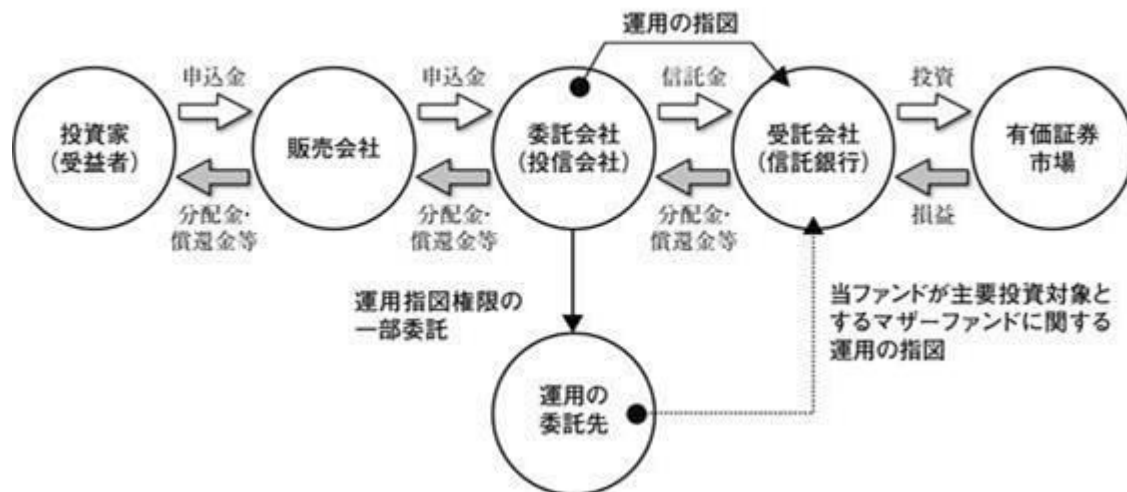 運用の指図
申込金
申込金
信託金
投資
投資家
(受益者)
販売会社
委託会社
(投信会社)
受託会社
(信託銀行)
有価証券
市場
分配金・
償還金等
分配金・
償還金等
分配金・
償還金等
損益
運用指図権限の
一部委託
当ファンドが主要投資対象と
するマザーファンドに関する
運用の指図
運用の
委託先